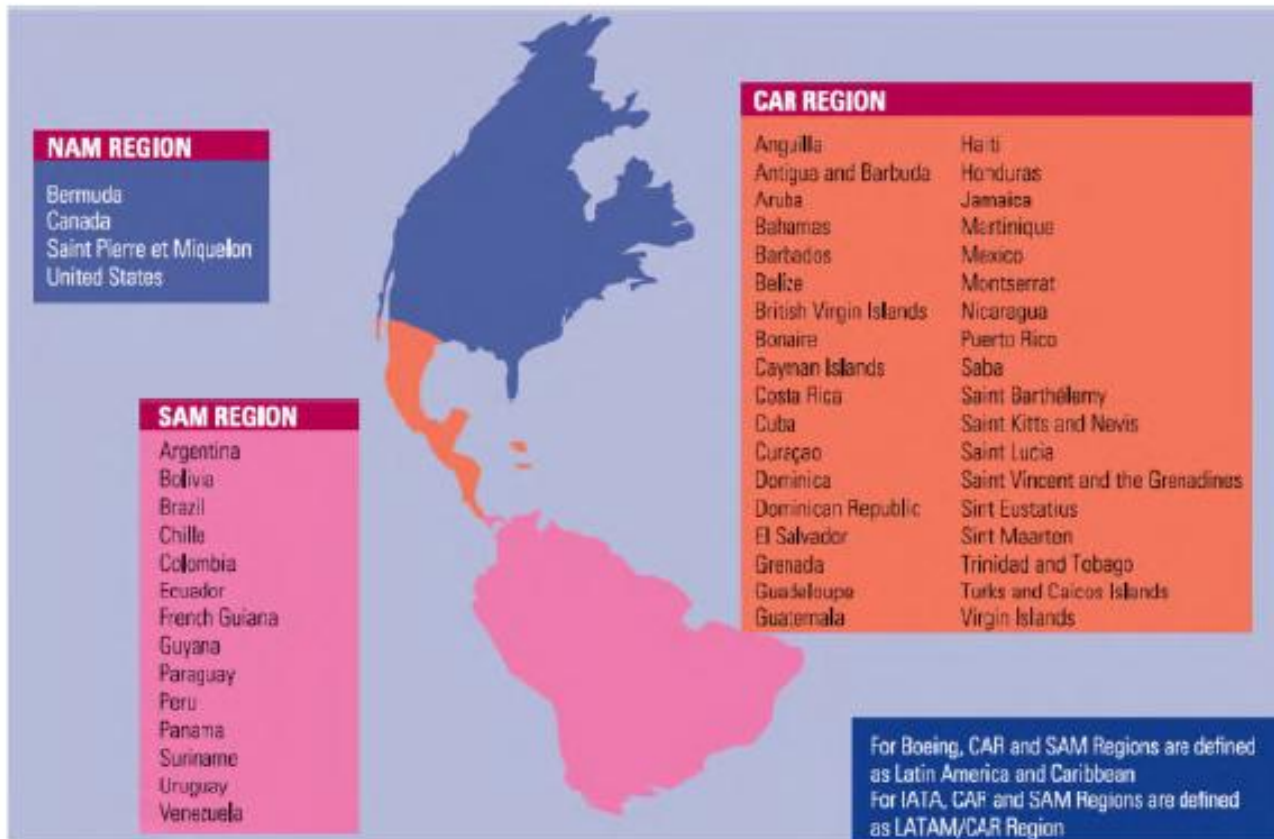 NAM REGION
Bermuda
Canada
Saint Pierre et Miquelon
United States
SAM REGION
Argentina
Bolivia
Brazil
Chille
Colombia
Ecuador
French Guiana
Guyana
Paraguay
Peru
Panama
Suriname
Uruguay
Venezuela
CAR REGION
Anguilla
Antigua and Barbuda
Aruba
Bahamas
Barbados
Belize
British Virgin Islands
Bonaire
Cayman Islands
Costa Rica
Cuba
Curaçao
Dominica
Dominican Republic
El Salvador
Grenada
Guadeloupe
Guatemala
Haiti
Honduras
Jamaica
Martinique
Mexico
Montserrat
Nicaragua
Puerto Rico
Saba
Saint Barthélemy
Saint Kitts and Nevis
Saint Lucia
Saint Vincent and the Grenadines
Sint Eustatius
Sint Maarten
Trinidad and Tobago
Turks and Caicos Islands
Virgin Islands
For Boeing, CAR and SAM Regions are defined
as Latin America and Caribbean
For IATA, CAR and SAM Regions are defined
as LATAM/CAR Region